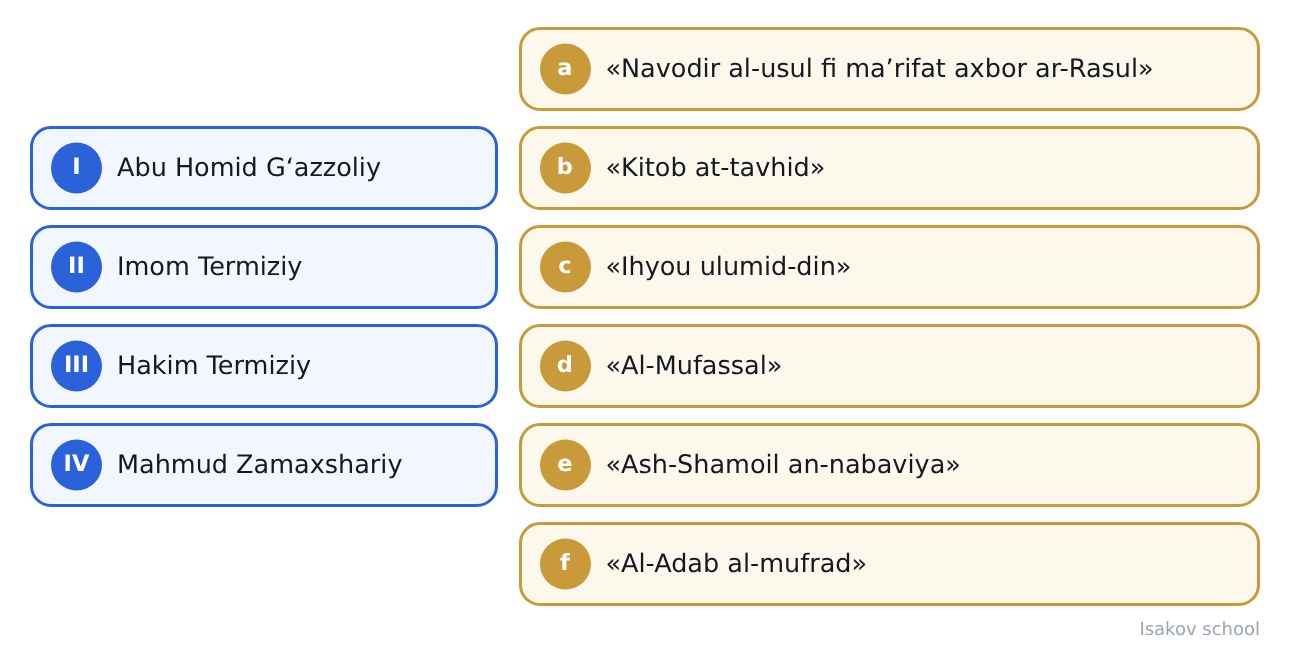 a «Navodir al-usul fi ma’rifat axbor ar-Rasul»
I Abu Homid G‘azzoliy
b «Kitob at-tavhid»
II Imom Termiziy
c «Ihyou ulumid-din»
III Hakim Termiziy
d «Al-Mufassal»
IV Mahmud Zamaxshariy
e «Ash-Shamoil an-nabaviya»
f «Al-Adab al-mufrad»
Isakov school